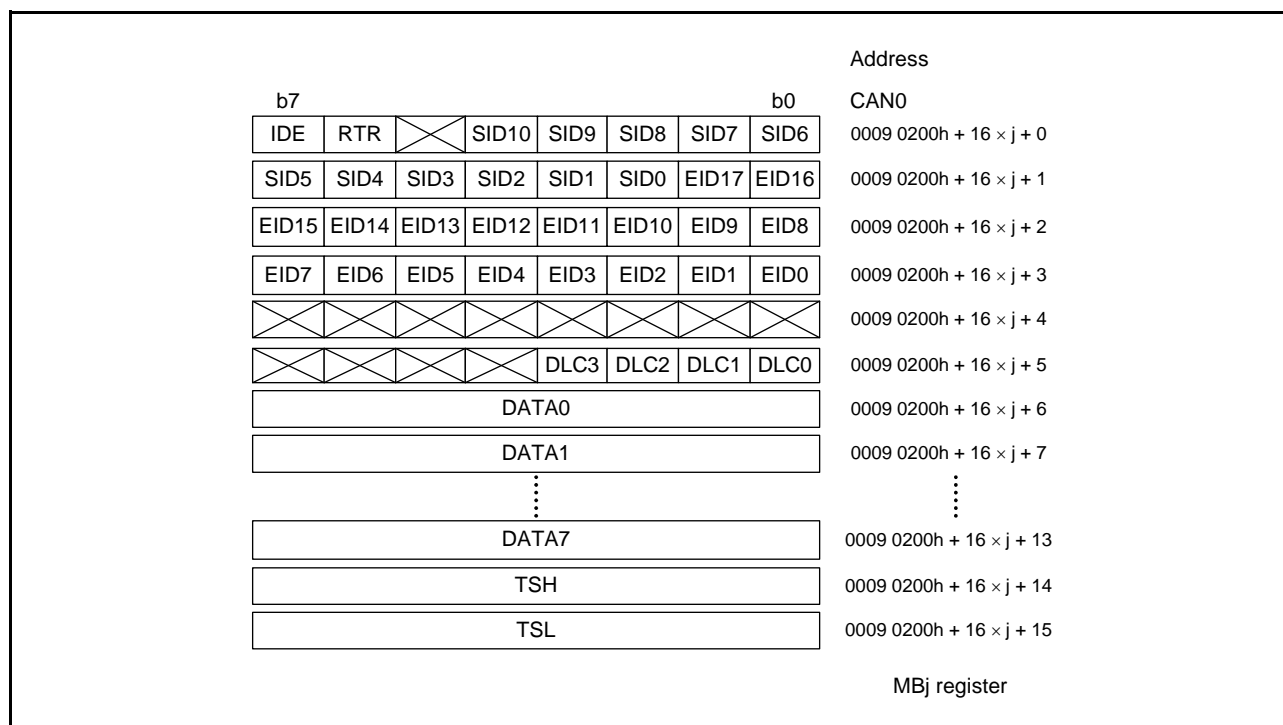 Address
b7 b0 CAN0
IDE RTR SID10 SID9 SID8 SID7 SID6 0009 0200h + 16 × j + 0
SID5 SID4 SID3 SID2 SID1 SID0 EID17 EID16 0009 0200h + 16 × j + 1
EID15 EID14 EID13 EID12 EID11 EID10 EID9 EID8 0009 0200h + 16 × j + 2
EID7 EID6 EID5 EID4 EID3 EID2 EID1 EID0 0009 0200h + 16 × j + 3
0009 0200h + 16 × j + 4
DLC3 DLC2 DLC1 DLC0 0009 0200h + 16 × j + 5
DATA0 0009 0200h + 16 × j + 6
DATA1 0009 0200h + 16 × j + 7
DATA7 0009 0200h + 16 × j + 13
TSH 0009 0200h + 16 × j + 14
TSL 0009 0200h + 16 × j + 15
MBj register